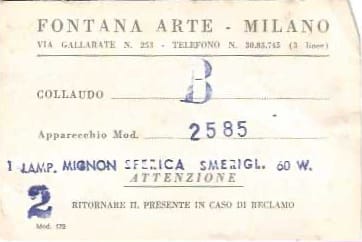 FONTANA ARTE - MILANO
VIA GALLARATE N. 253 - TELEFONO N. 30.85.745 (3 linee)
COLLAUDO B
Apparecchio Mod. 2585
1 LAMP. MIGNON SFERICA SMERIGL. 60 W.
2
ATTENZIONE
RITORNARE IL PRESENTE IN CASO DI RECLAMO
Mod. 172